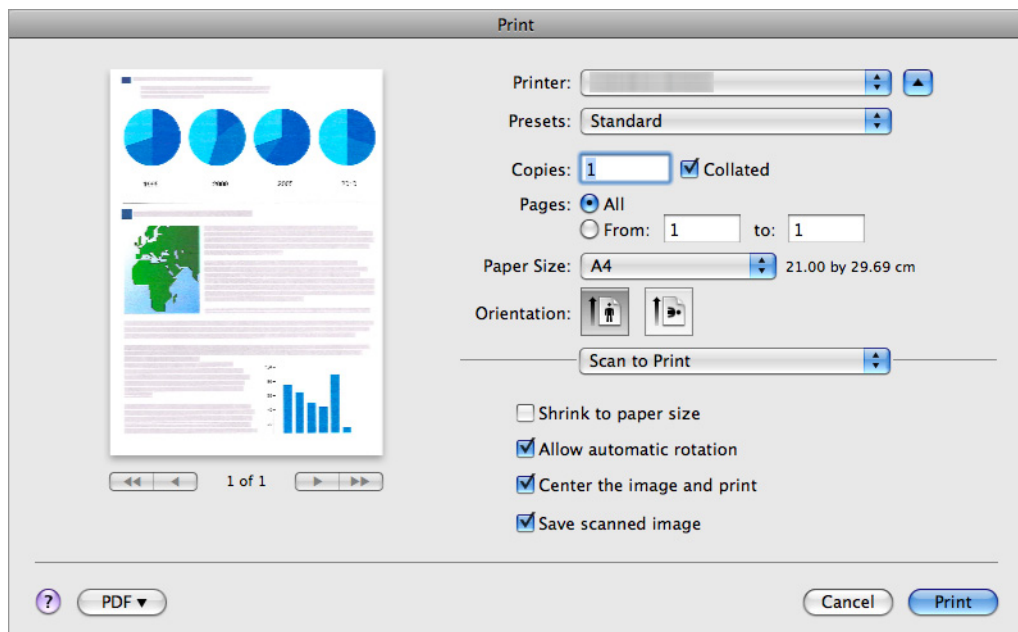 Print
Printer:
Presets: Standard
Copies: 1 Collated
Pages: All
From: 1 to: 1
Paper Size: A4 21.00 by 29.69 cm
Orientation:
Scan to Print
Shrink to paper size
Allow automatic rotation
Center the image and print
Save scanned image
1 of 1
? PDF ▼ Cancel Print